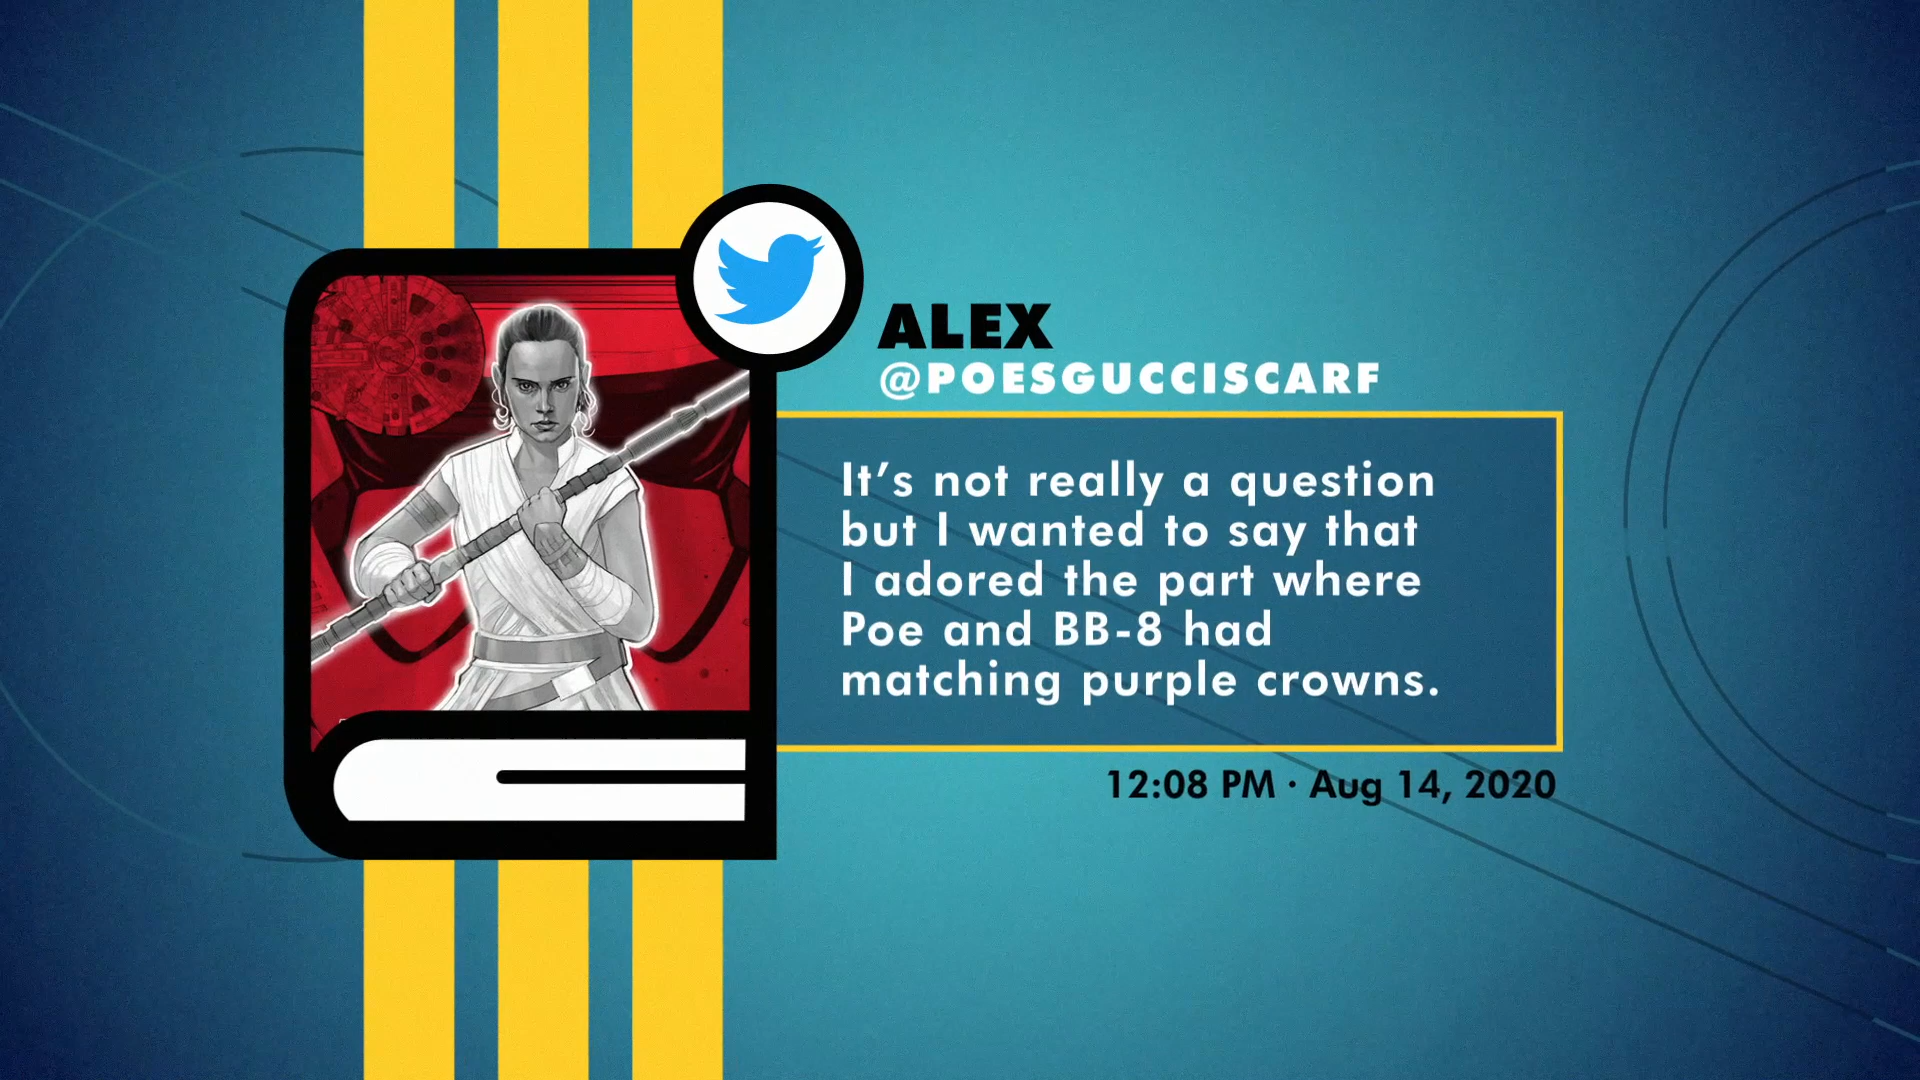 ALEX
@POESGUCCISCARF
It's not really a question
but I wanted to say that
I adored the part where
Poe and BB-8 had
matching purple crowns.
12:08 PM · Aug 14, 2020